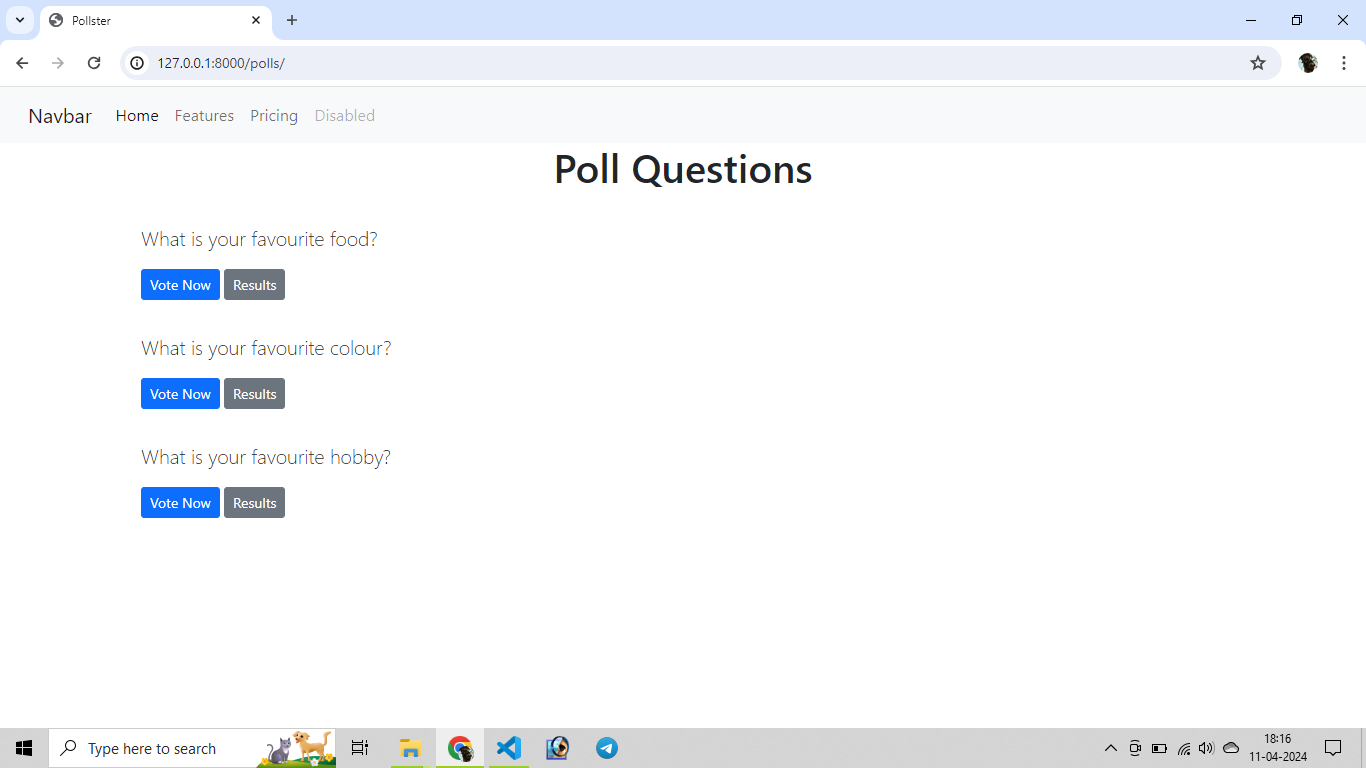 Pollster
127.0.0.1:8000/polls/
Navbar Home Features Pricing Disabled
Poll Questions
What is your favourite food?
Vote Now Results
What is your favourite colour?
Vote Now Results
What is your favourite hobby?
Vote Now Results
Type here to search
18:16
11-04-2024